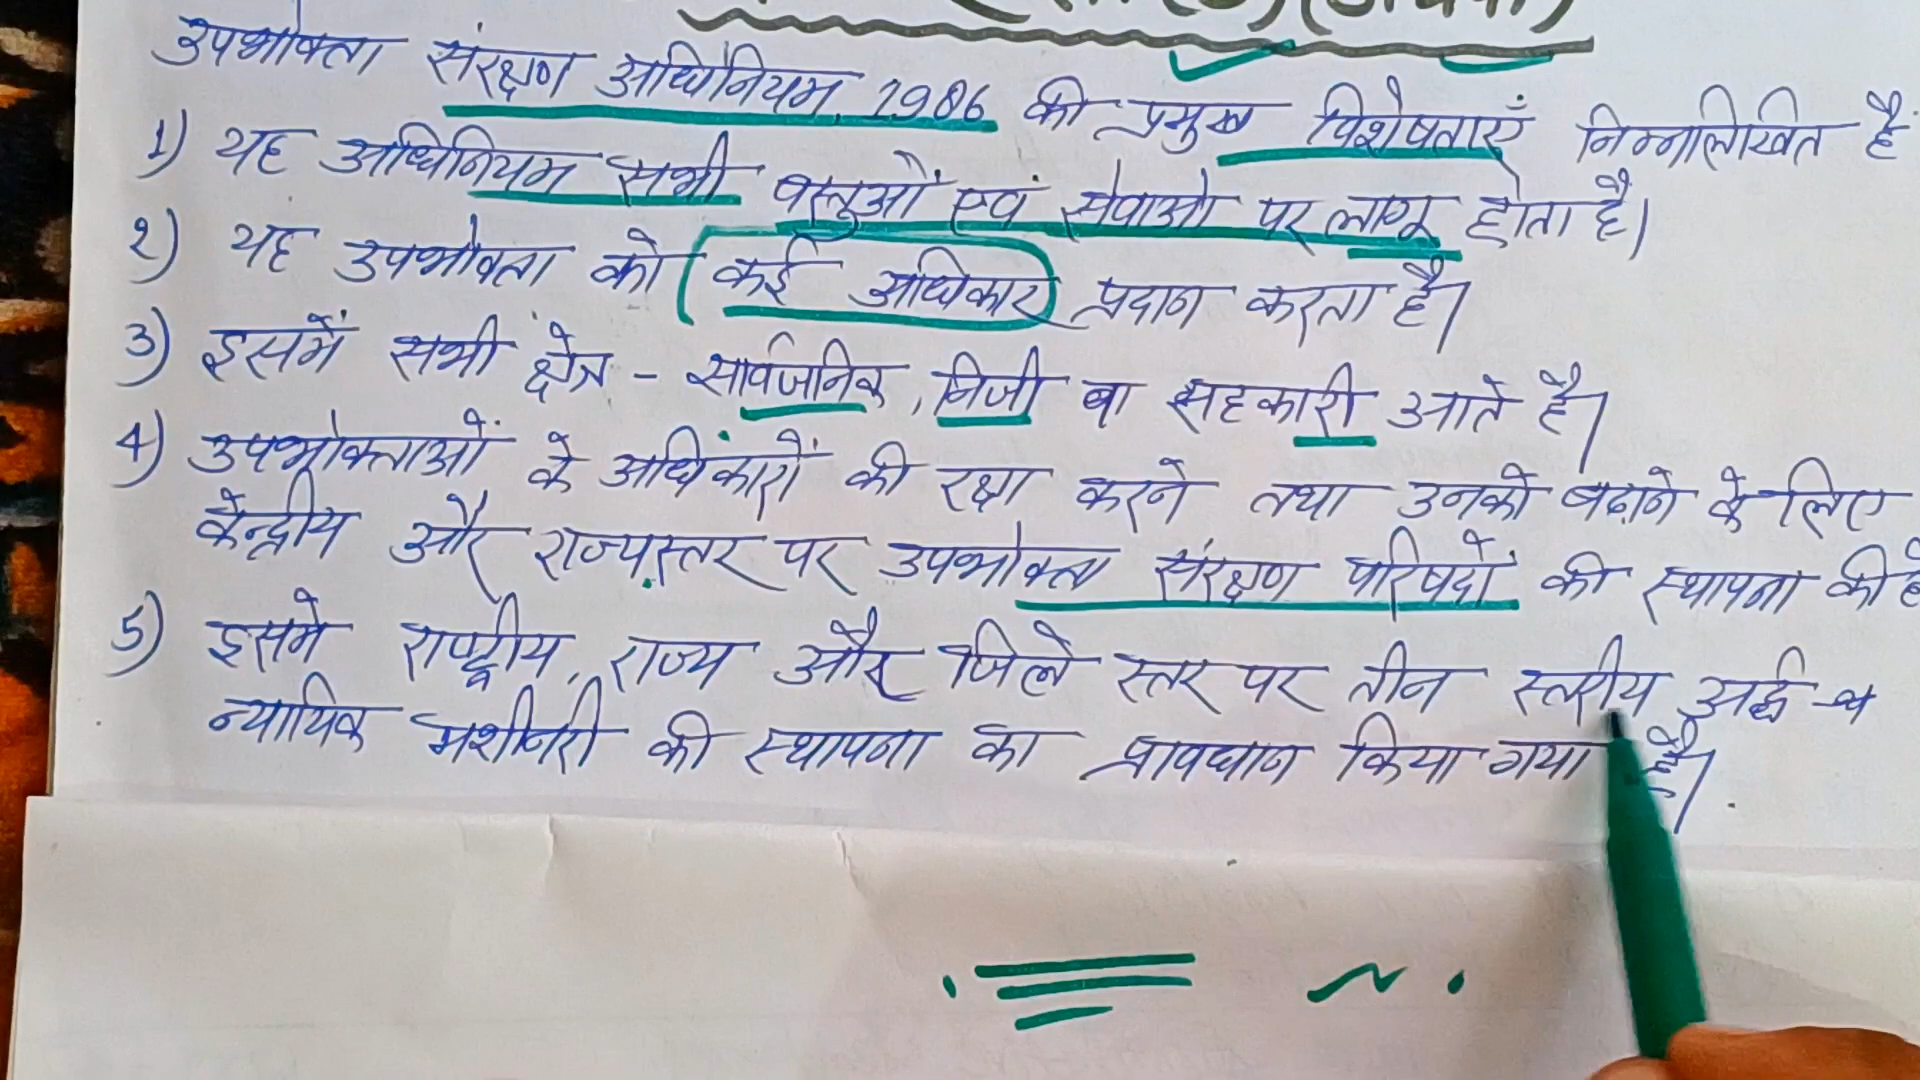 उपभोक्ता संरक्षण अधिनियम, 1986 की प्रमुख विशेषताएँ निम्नलिखित है
1) यह अधिनियम सभी वस्तुओं एवं सेवाओ पर लागू होता है।
2) यह उपभोक्ता को कई अधिकार प्रदान करता है।
3) इसमें सभी क्षेत्र - सार्वजनिक, निजी वा सहकारी आते है।
4) उपभोक्ताओं के अधिकारों की रक्षा करने तथा उनको बढ़ाने के लिए
केन्द्रीय और राज्यस्तर पर उपभोक्ता संरक्षण परिषदों की स्थापना की है
5) इसमे राष्ट्रीय, राज्य और जिले स्तर पर तीन स्तरीय अर्द्ध -व
न्यायिक मशीनरी की स्थापना का प्रावधान किया गया है।